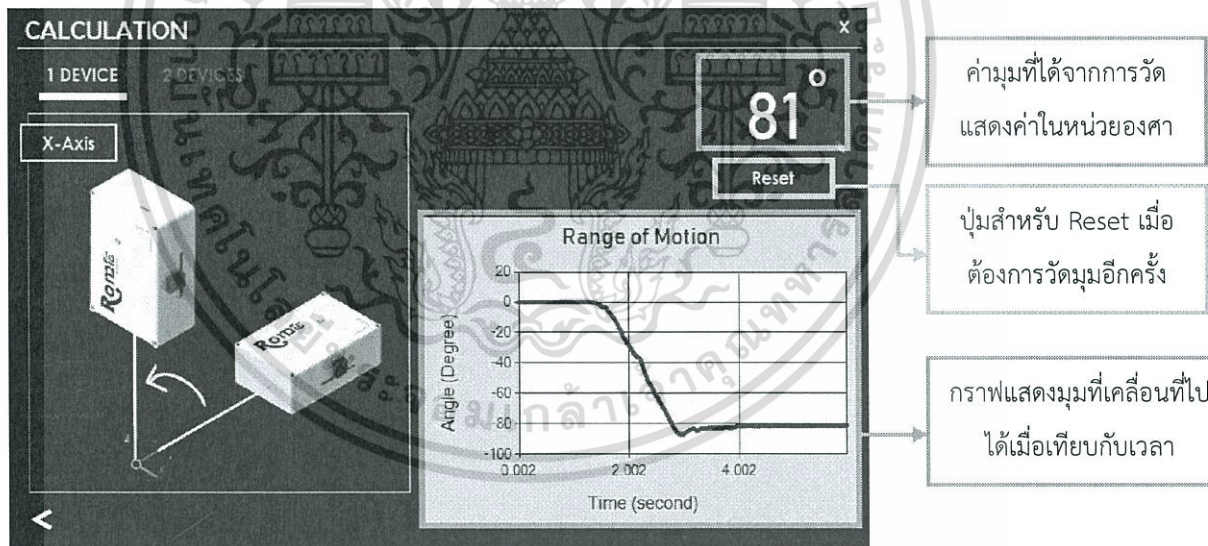 CALCULATION
X
1 DEVICE
2 DEVICES
X-Axis
Romie
Romie
81°
Reset
Range of Motion
Angle (Degree)
20
0
-20
-40
-60
-80
-100
0.002
2.002
4.002
Time (second)
<
ค่ามุมที่ได้จากการวัด
แสดงค่าในหน่วยองศา
ปุ่มสำหรับ Reset เมื่อ
ต้องการวัดมุมอีกครั้ง
กราฟแสดงมุมที่เคลื่อนที่ไป
ได้เมื่อเทียบกับเวลา